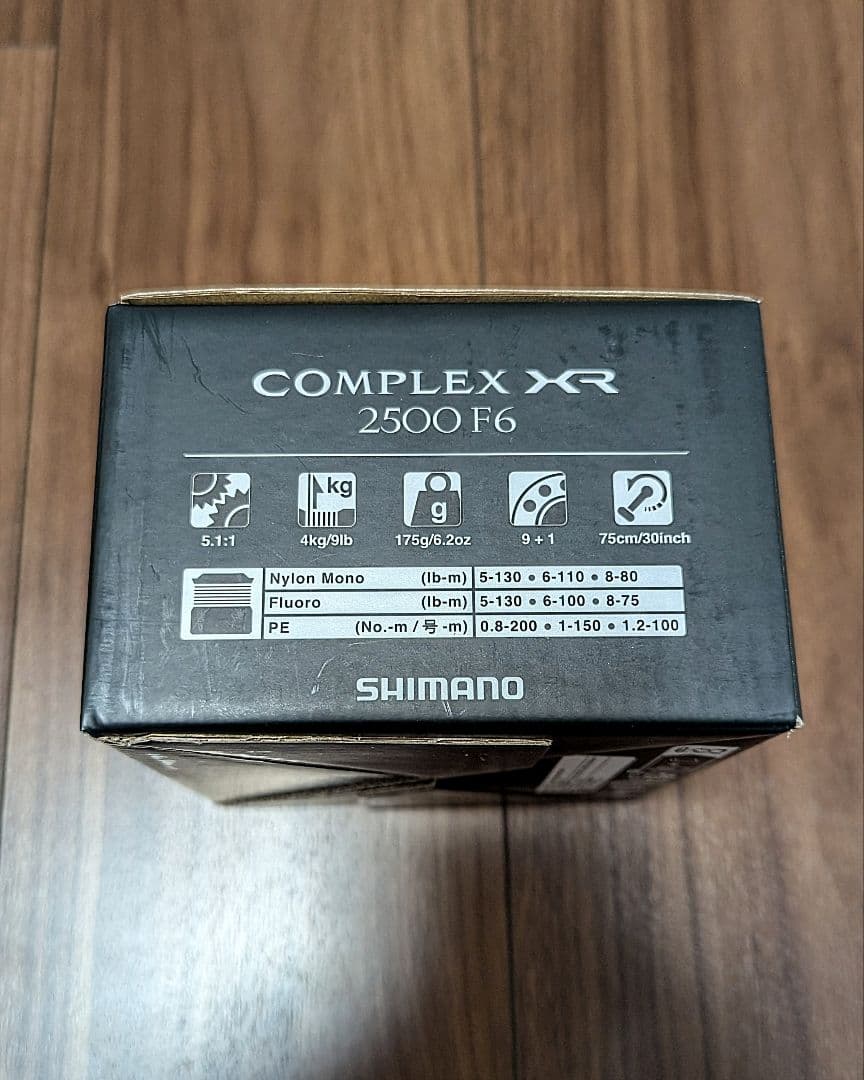 COMPLEX XR
2500 F6
kg g
5.1:1 4kg/9lb 175g/6.2oz 9 + 1 75cm/30inch
Nylon Mono (lb-m) 5-130 • 6-110 • 8-80
Fluoro (lb-m) 5-130 • 6-100 • 8-75
PE (No.-m / 号 -m) 0.8-200 • 1-150 • 1.2-100
SHIMANO